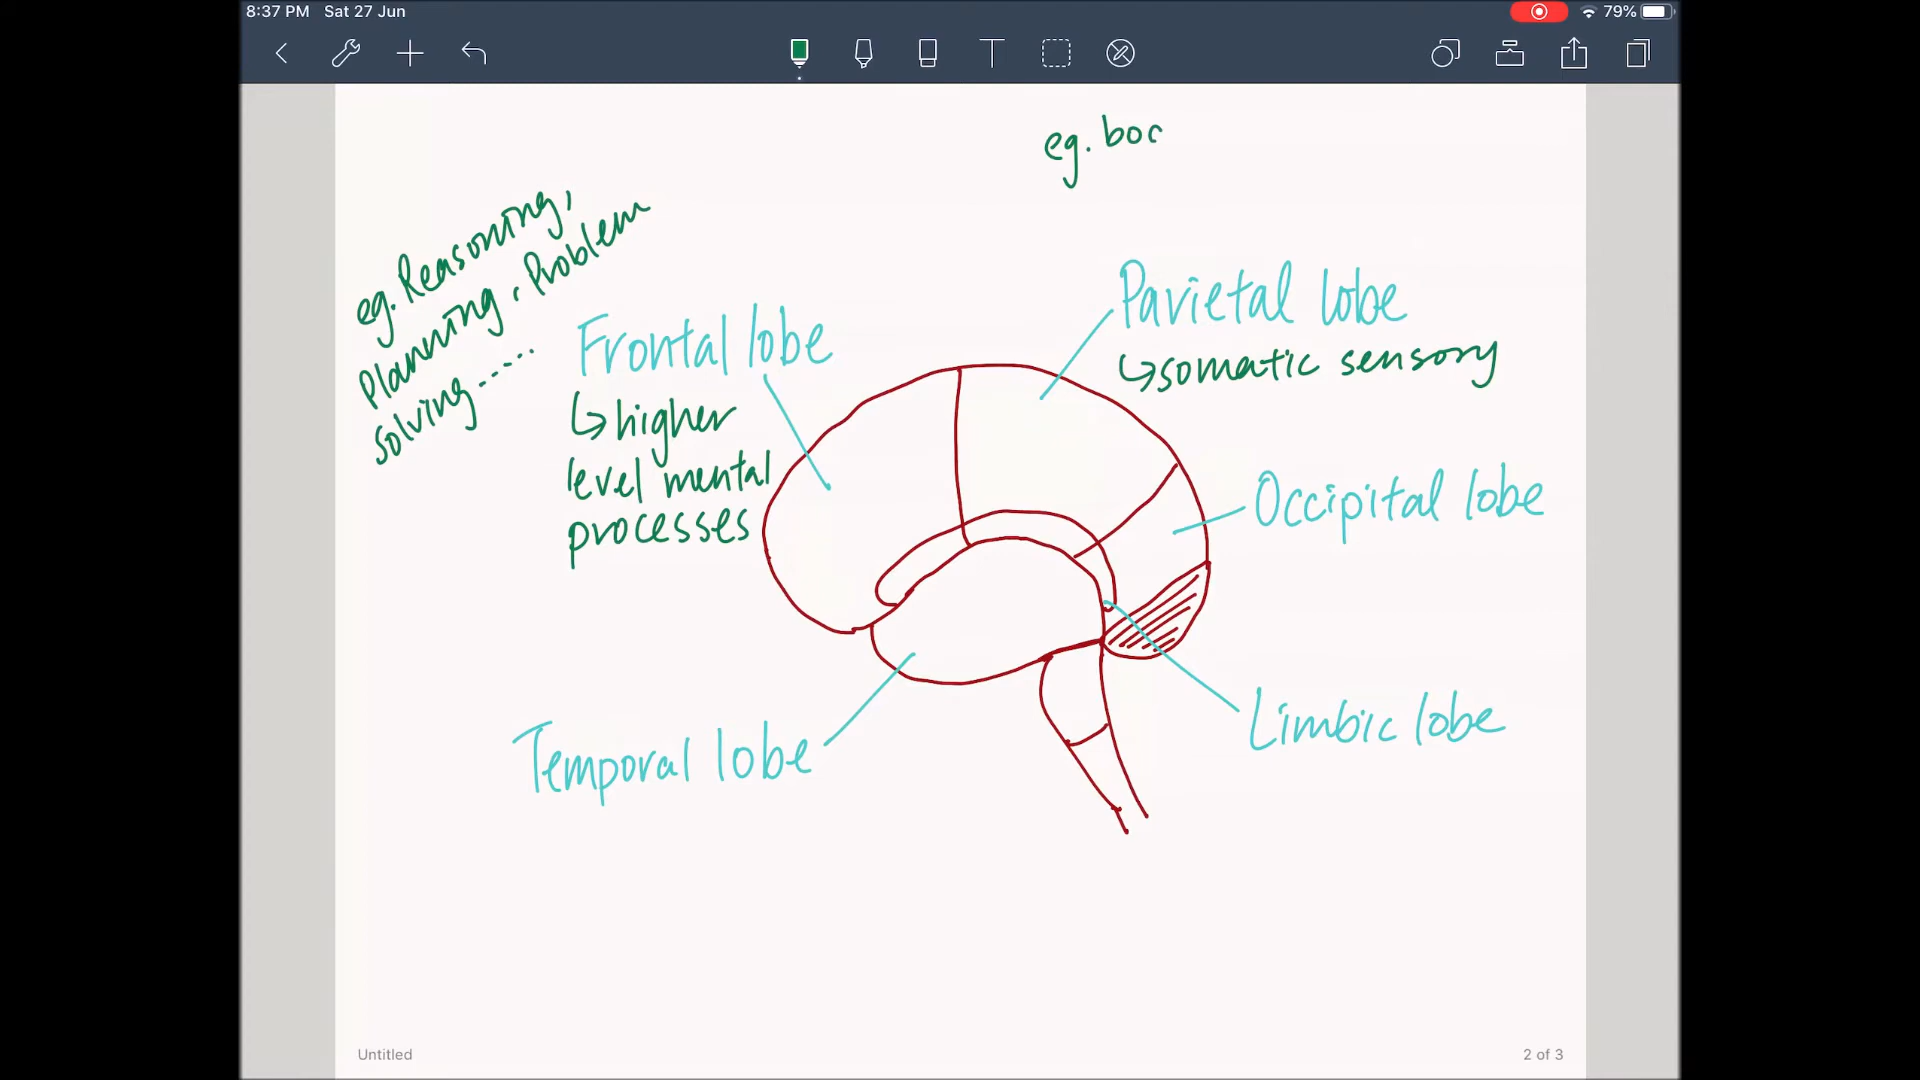 8:37 PM Sat 27 Jun
79%
eg. boc
eg. Reasoning,
Planning, Problem
solving.....
Frontal lobe
↳higher
level mental
processes
Parietal lobe
↳somatic sensory
Occipital lobe
Limbic lobe
Temporal lobe
Untitled
2 of 3